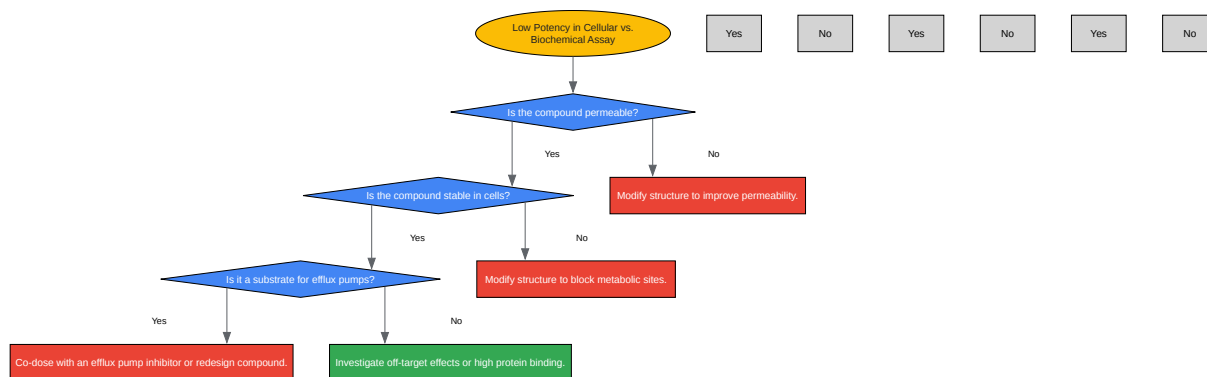 Low Potency in Cellular vs.
Biochemical Assay
Yes
No
Yes
No
Yes
No
Is the compound permeable?
Yes
No
Is the compound stable in cells?
Modify structure to improve permeability.
Yes
No
Is it a substrate for efflux pumps?
Modify structure to block metabolic sites.
Yes
No
Co-dose with an efflux pump inhibitor or redesign compound.
Investigate off-target effects or high protein binding.